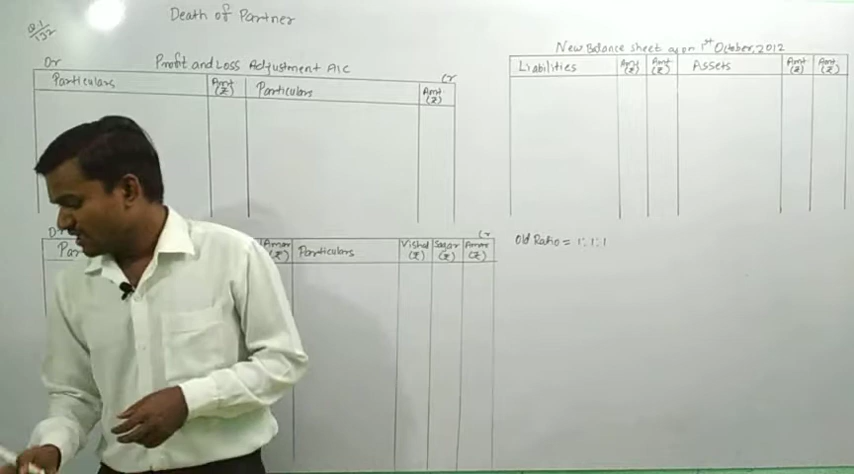 Q.1/132
Death of Partner
Dr Profit and Loss Adjustment A/C Cr
Particulars Amt (₹) Particulars Amt (₹)
New Balance sheet as on 1st October, 2012
Liabilities Amt (₹) Amt (₹) Assets Amt (₹) Amt (₹)
Dr Cr
Par Amar (₹) Particulars Vishal (₹) Sagar (₹) Amar (₹)
Old Ratio = 1:1:1